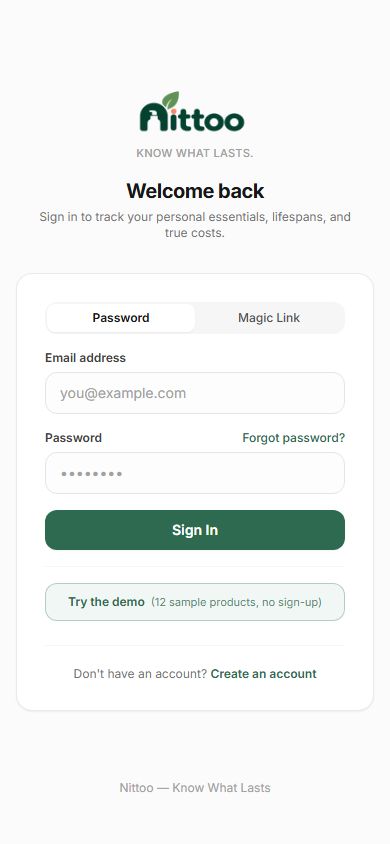 Nittoo
KNOW WHAT LASTS.
Welcome back
Sign in to track your personal essentials, lifespans, and
true costs.
Password
Magic Link
Email address
you@example.com
Password
Forgot password?
••••••••
Sign In
Try the demo (12 sample products, no sign-up)
Don't have an account? Create an account
Nittoo — Know What Lasts